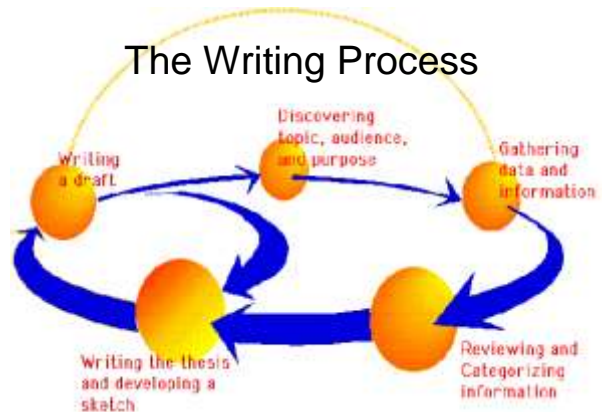 The Writing Process
Discovering
topic, audience,
and purpose
Writing
a draft
Gathering
data and
information
Writing the thesis
and developing a
sketch
Reviewing and
Categorizing
information